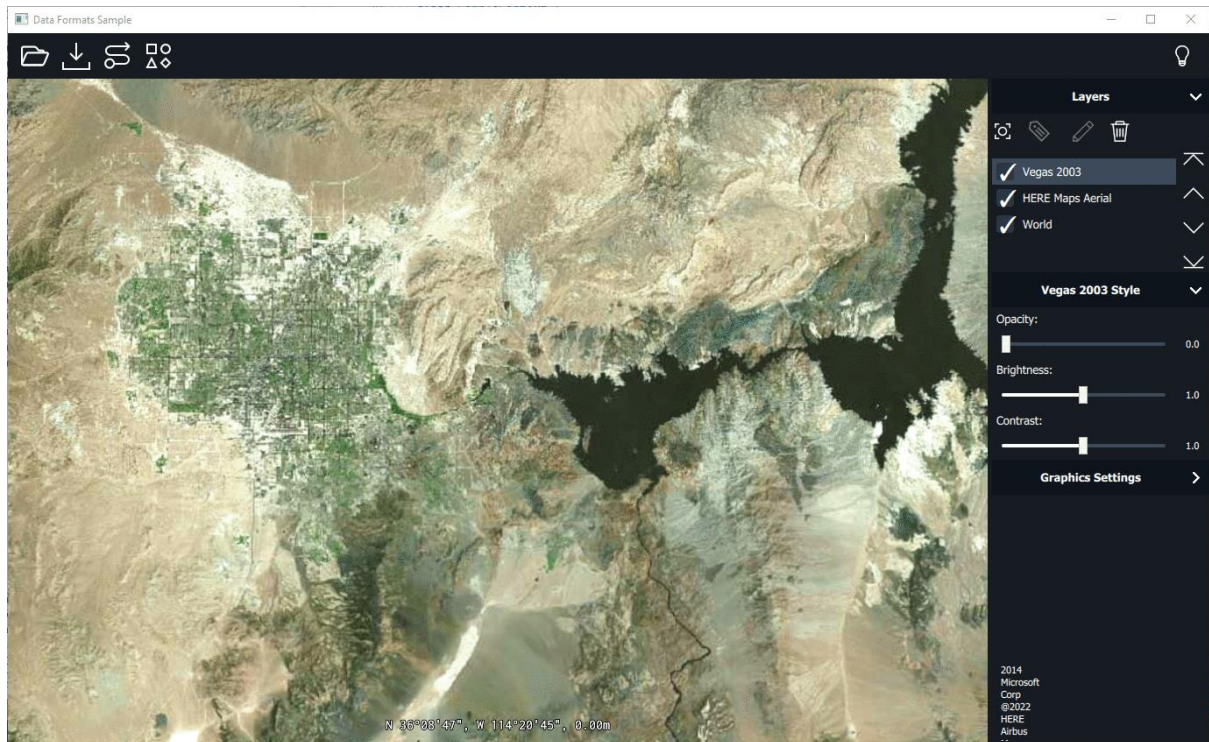 Data Formats Sample
Layers
Vegas 2003
HERE Maps Aerial
World
Vegas 2003 Style
Opacity:
0.0
Brightness:
1.0
Contrast:
1.0
Graphics Settings
2014
Microsoft
Corp
@2022
HERE
Airbus
N 36°08'47", W 114°20'45", 0.00m